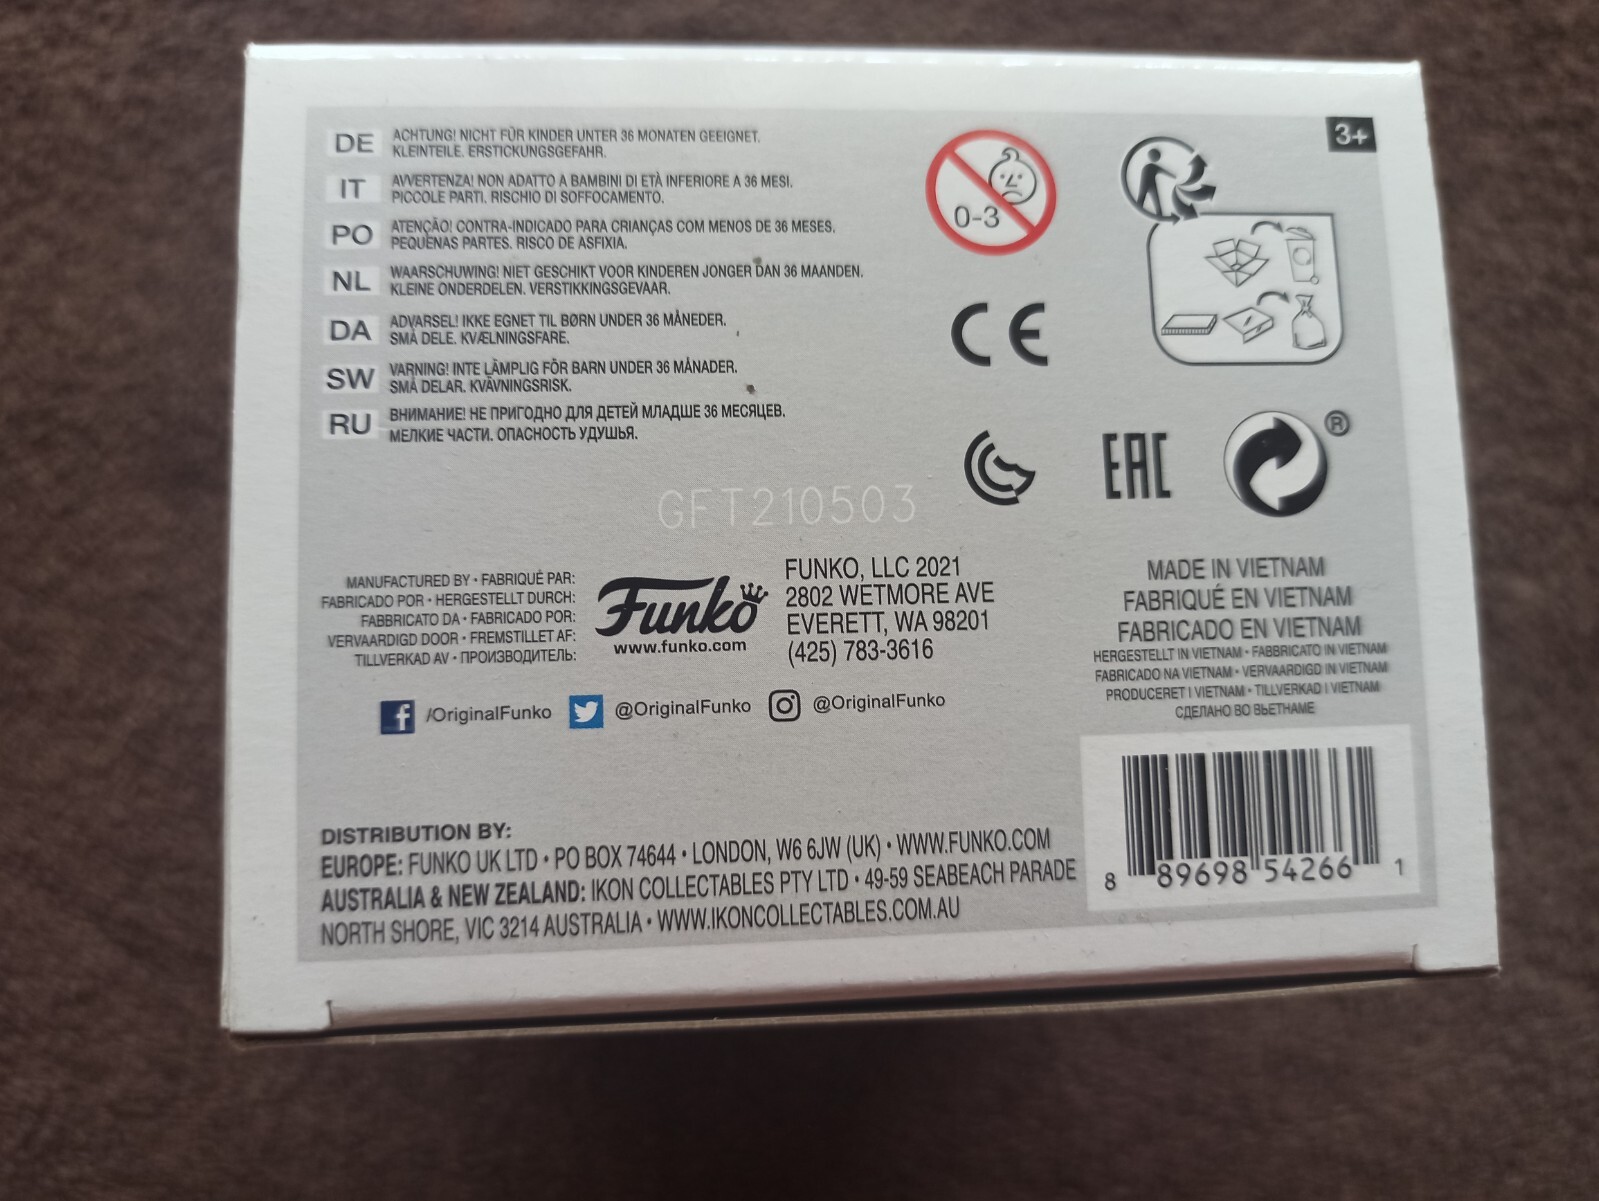 DE ACHTUNG! NICHT FÜR KINDER UNTER 36 MONATEN GEEIGNET.
KLEINTEILE. ERSTICKUNGSGEFAHR.
IT AVVERTENZA! NON ADATTO A BAMBINI DI ETÀ INFERIORE A 36 MESI.
PICCOLE PARTI. RISCHIO DI SOFFOCAMENTO.
PO ATENÇÃO! CONTRA-INDICADO PARA CRIANÇAS COM MENOS DE 36 MESES.
PEQUENAS PARTES. RISCO DE ASFIXIA.
NL WAARSCHUWING! NIET GESCHIKT VOOR KINDEREN JONGER DAN 36 MAANDEN.
KLEINE ONDERDELEN. VERSTIKKINGSGEVAAR.
DA ADVARSEL! IKKE EGNET TIL BØRN UNDER 36 MÅNEDER.
SMÅ DELE. KVÆLNINGSFARE.
SW VARNING! INTE LÄMPLIG FÖR BARN UNDER 36 MÅNADER.
SMÅ DELAR. KVÄVNINGSRISK.
RU ВНИМАНИЕ! НЕ ПРИГОДНО ДЛЯ ДЕТЕЙ МЛАДШЕ 36 МЕСЯЦЕВ.
МЕЛКИЕ ЧАСТИ. ОПАСНОСТЬ УДУШЬЯ.
0-3
3+
CE
EAC
®
GFT210503
MANUFACTURED BY • FABRIQUÉ PAR:
FABRICADO POR • HERGESTELLT DURCH:
FABBRICATO DA • FABRICADO POR:
VERVAARDIGD DOOR • FREMSTILLET AF:
TILLVERKAD AV • ПРОИЗВОДИТЕЛЬ:
Funko
www.funko.com
FUNKO, LLC 2021
2802 WETMORE AVE
EVERETT, WA 98201
(425) 783-3616
MADE IN VIETNAM
FABRIQUÉ EN VIETNAM
FABRICADO EN VIETNAM
HERGESTELLT IN VIETNAM • FABBRICATO IN VIETNAM
FABRICADO NA VIETNAM • VERVAARDIGD IN VIETNAM
PRODUCERET I VIETNAM • TILLVERKAD I VIETNAM
СДЕЛАНО ВО ВЬЕТНАМЕ
f /OriginalFunko @OriginalFunko @OriginalFunko
DISTRIBUTION BY:
EUROPE: FUNKO UK LTD • PO BOX 74644 • LONDON, W6 6JW (UK) • WWW.FUNKO.COM
AUSTRALIA & NEW ZEALAND: IKON COLLECTABLES PTY LTD • 49-59 SEABEACH PARADE
NORTH SHORE, VIC 3214 AUSTRALIA • WWW.IKONCOLLECTABLES.COM.AU
8 89698 54266 1